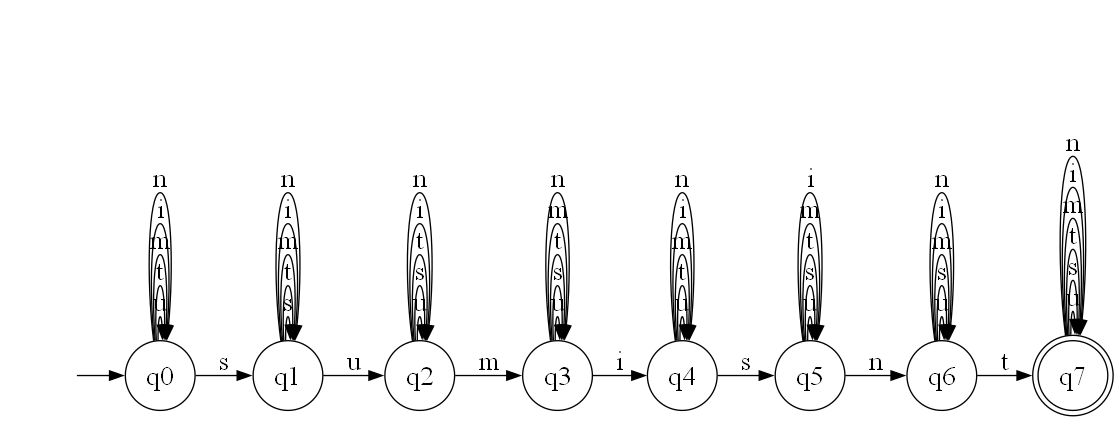 n n n n n i n n
i i i m i m i i
m m t t m t m m
t t s s t s s t
u s u u u u u s
u
q0 s q1 u q2 m q3 i q4 s q5 n q6 t q7